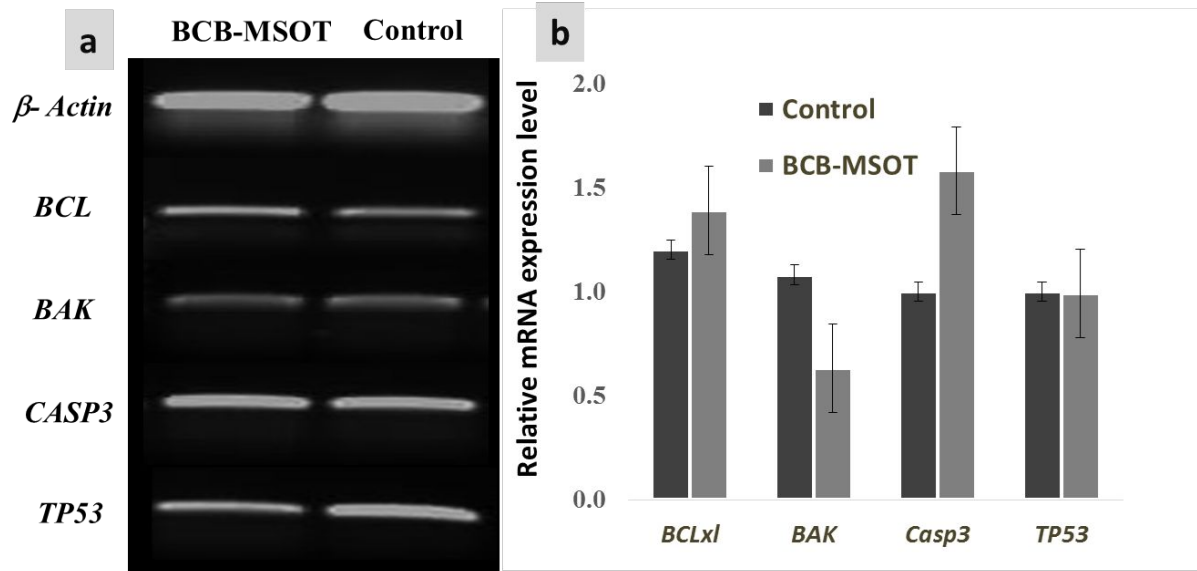 a
BCB-MSOT Control
β- Actin
BCL
BAK
CASP3
TP53
b
Relative mRNA expression level
2.0
1.5
1.0
0.5
0.0
Control
BCB-MSOT
BCLxl BAK Casp3 TP53